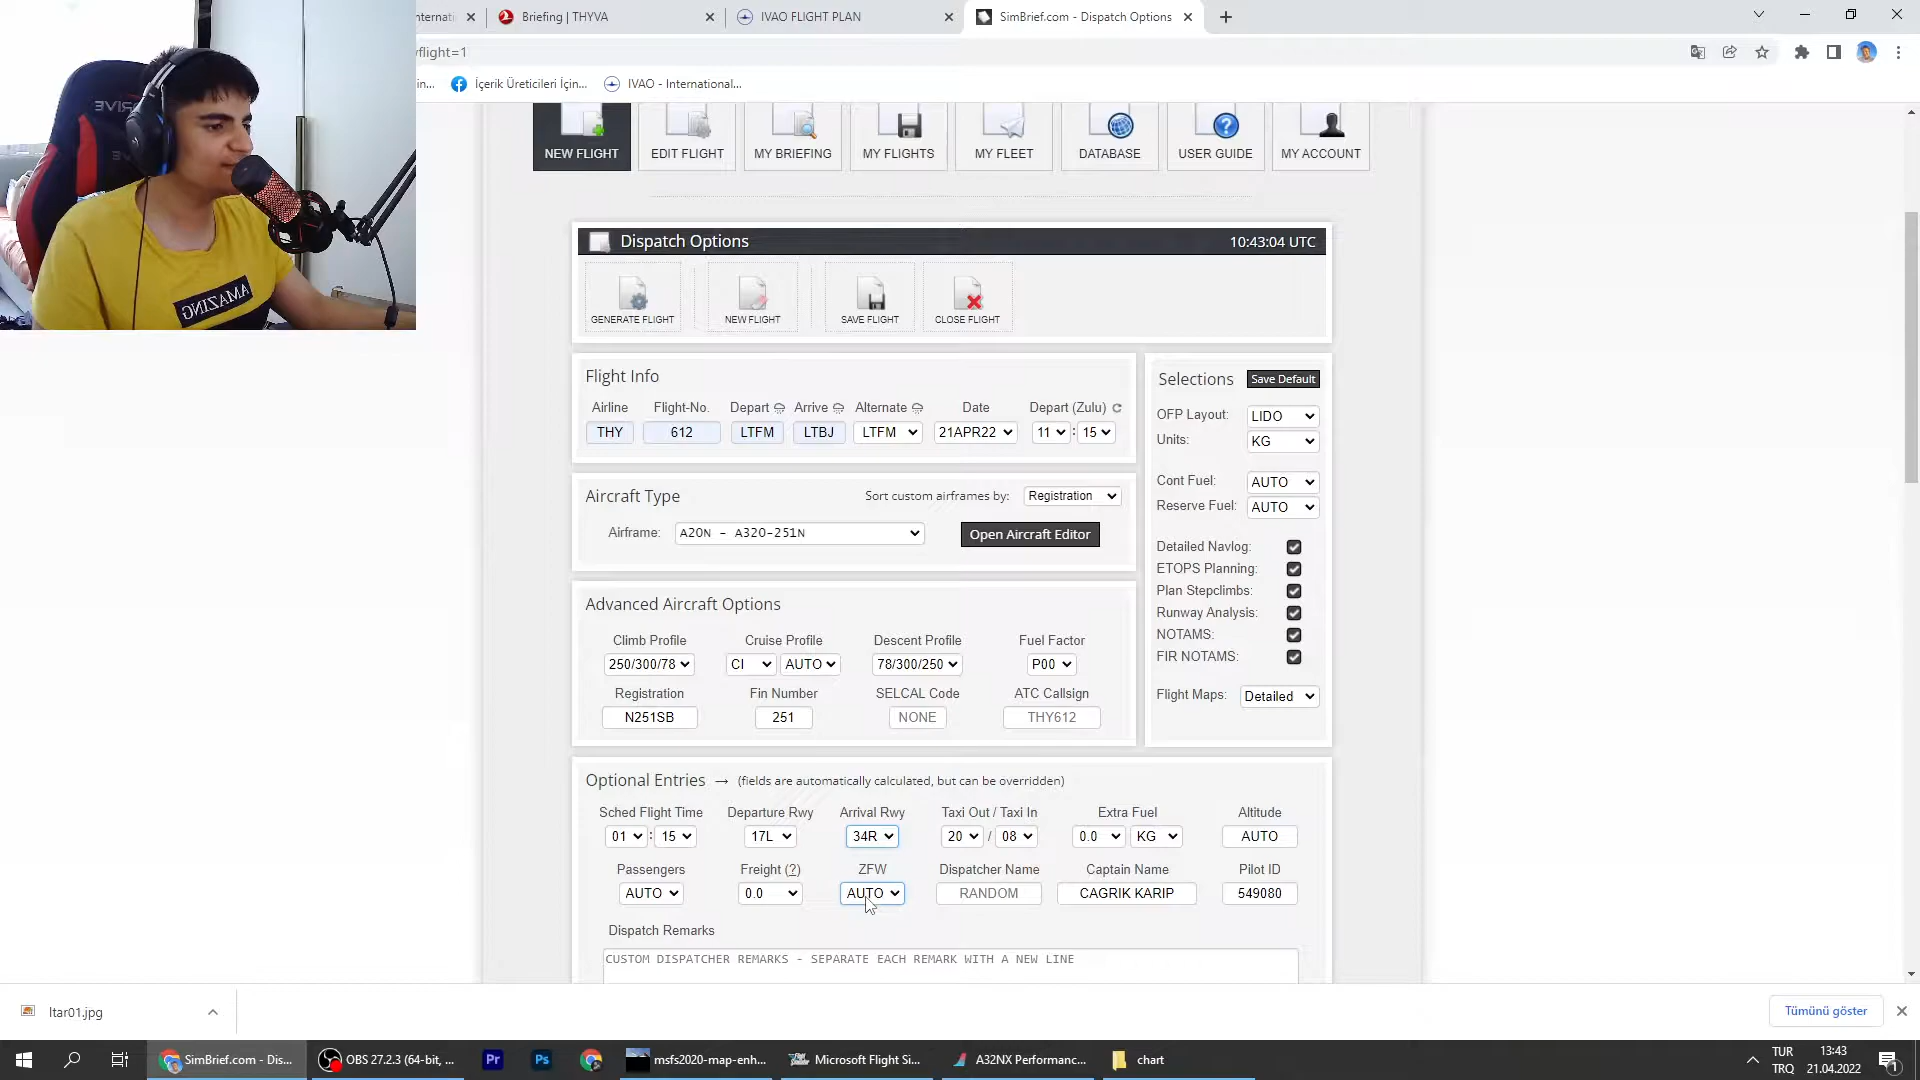 nternati
Briefing | THYVA
IVAO FLIGHT PLAN
SimBrief.com - Dispatch Options
flight=1
in...
İçerik Üreticileri İçin...
IVAO - International...
NEW FLIGHT
EDIT FLIGHT
MY BRIEFING
MY FLIGHTS
MY FLEET
DATABASE
USER GUIDE
MY ACCOUNT
Dispatch Options
10:43:04 UTC
GENERATE FLIGHT
NEW FLIGHT
SAVE FLIGHT
CLOSE FLIGHT
Flight Info
Airline Flight-No. Depart Arrive Alternate Date Depart (Zulu)
THY 612 LTFM LTBJ LTFM 21APR22 11 : 15
Selections Save Default
OFP Layout: LIDO
Units: KG
Cont Fuel: AUTO
Reserve Fuel: AUTO
Detailed Navlog:
ETOPS Planning:
Plan Stepclimbs:
Runway Analysis:
NOTAMS:
FIR NOTAMS:
Flight Maps: Detailed
Aircraft Type Sort custom airframes by: Registration
Airframe: A20N - A320-251N Open Aircraft Editor
Advanced Aircraft Options
Climb Profile Cruise Profile Descent Profile Fuel Factor
250/300/78 CI AUTO 78/300/250 P00
Registration Fin Number SELCAL Code ATC Callsign
N251SB 251 NONE THY612
Optional Entries → (fields are automatically calculated, but can be overridden)
Sched Flight Time Departure Rwy Arrival Rwy Taxi Out / Taxi In Extra Fuel Altitude
01 : 15 17L 34R 20 / 08 0.0 KG AUTO
Passengers Freight (?) ZFW Dispatcher Name Captain Name Pilot ID
AUTO 0.0 AUTO RANDOM CAGRIK KARIP 549080
Dispatch Remarks
CUSTOM DISPATCHER REMARKS - SEPARATE EACH REMARK WITH A NEW LINE
AMAZING
ltar01.jpg
Tümünü göster
SimBrief.com - Dis...
OBS 27.2.3 (64-bit, ...
Pr
Ps
msfs2020-map-enh...
Microsoft Flight Si...
A32NX Performanc...
chart
TUR
TRQ
13:43
21.04.2022
1